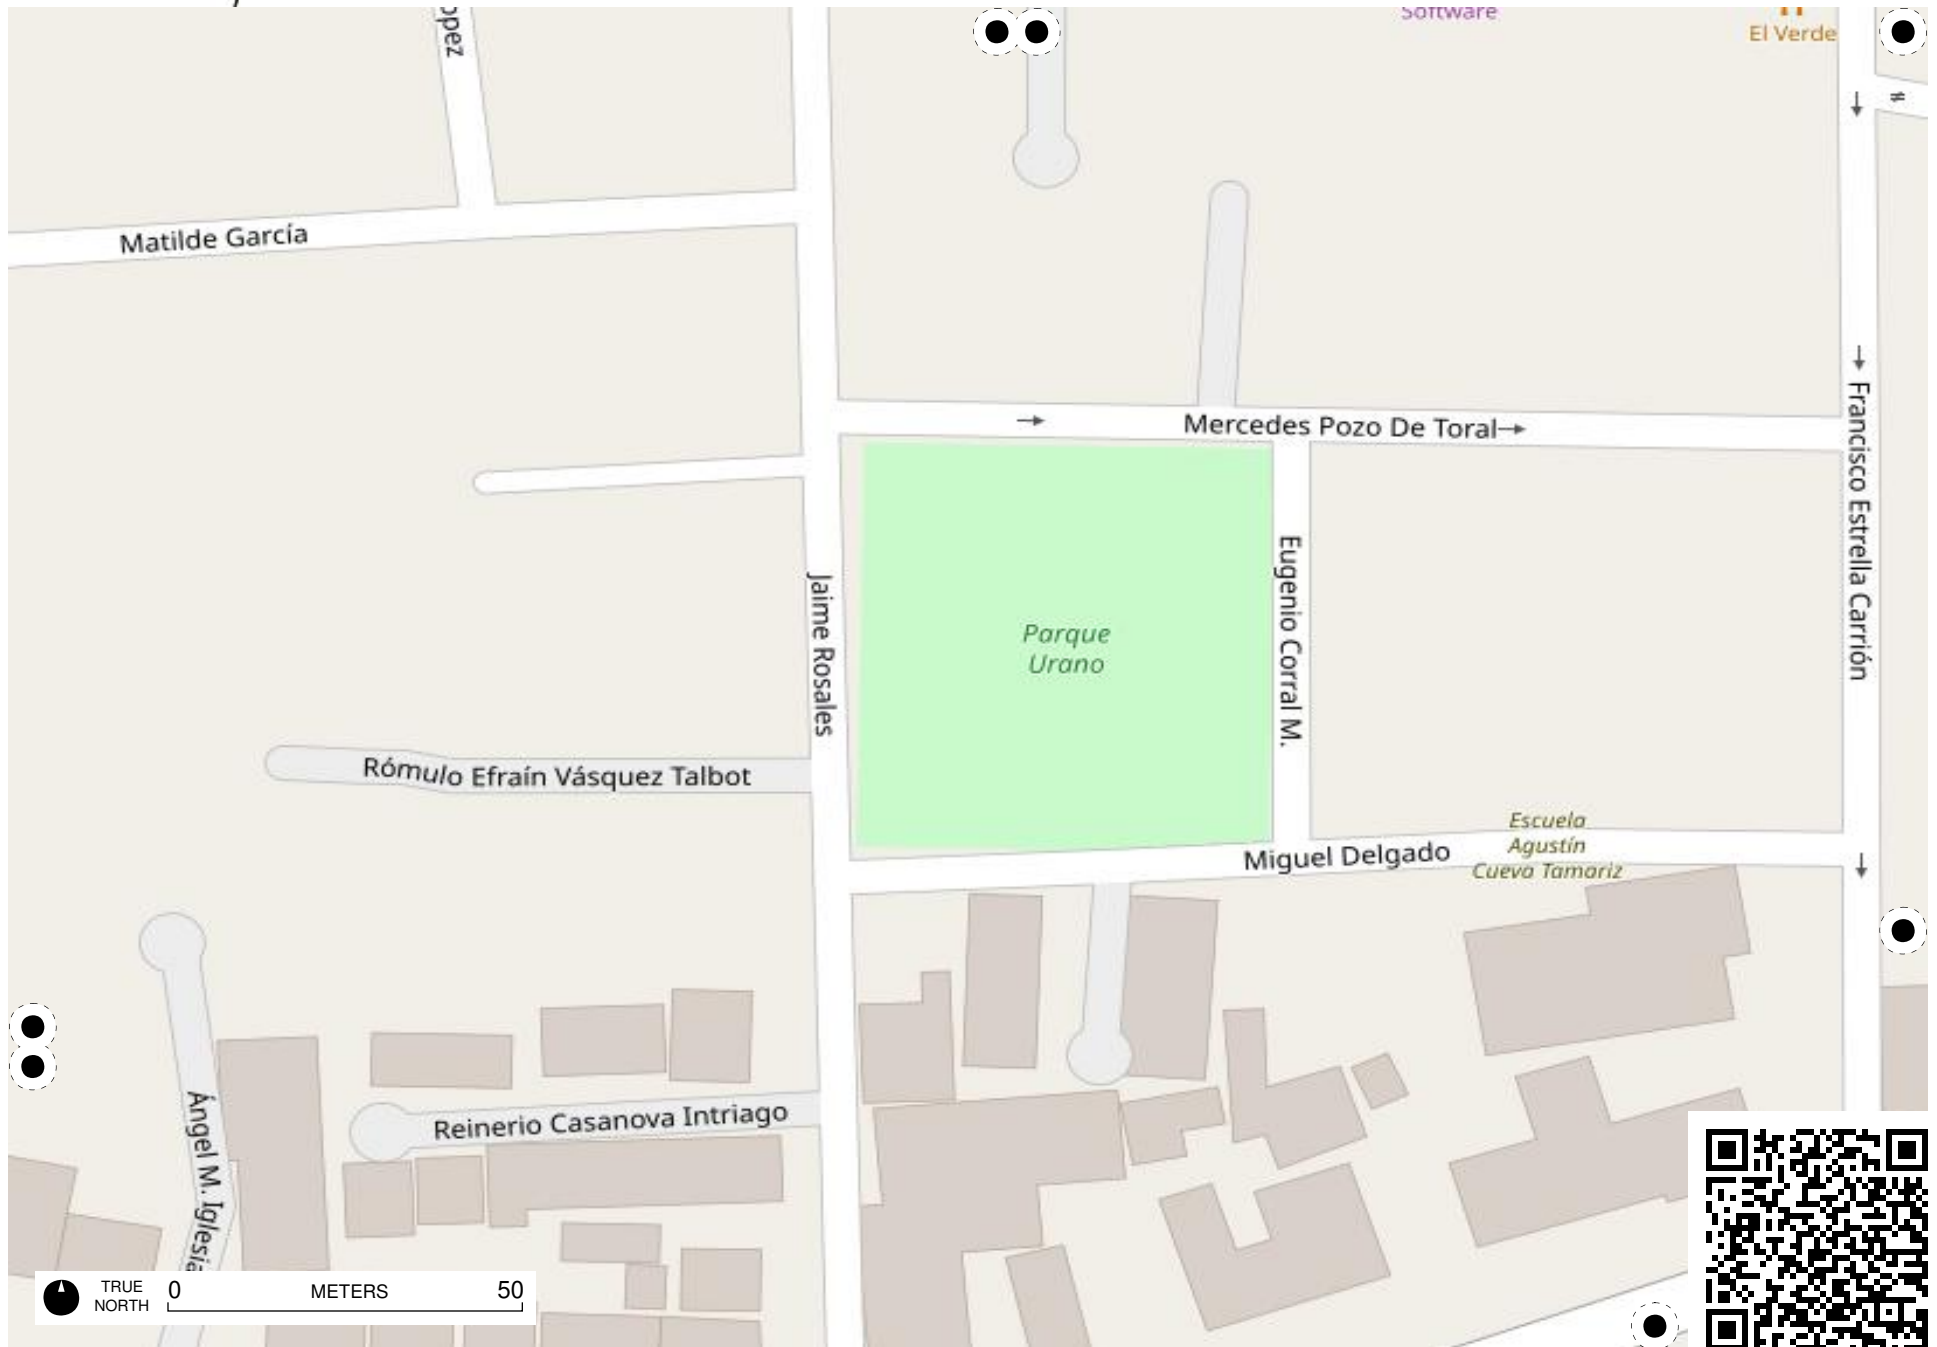 Software
El Verde
Matilde García
Mercedes Pozo De Toral
Francisco Estrella Carrión
Jaime Rosales
Eugenio Corral M.
Parque
Urano
Rómulo Efraín Vásquez Talbot
Miguel Delgado
Escuela
Agustín
Cueva Tamariz
Ángel M. Iglesia
Reinerio Casanova Intriago
TRUE
NORTH
0 METERS 50